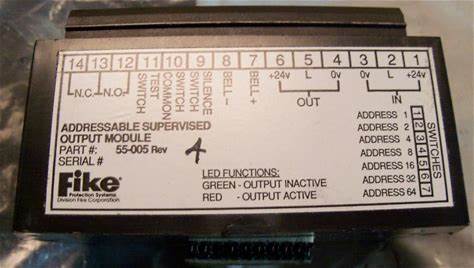 14 13 12 11 10 9 8 7 6 5 4 3 2 1
N.C. N.O.
TEST SWITCH
COMMON SWITCH
SILENCE SWITCH
BELL -
BELL +
+24v L 0v 0v L +24v
OUT IN
ADDRESSABLE SUPERVISED
OUTPUT MODULE
PART #: 55-005 Rev 4
SERIAL #
Fike
Protection Systems
Division Fike Corporation
LED FUNCTIONS:
GREEN - OUTPUT INACTIVE
RED - OUTPUT ACTIVE
ADDRESS 1 1
ADDRESS 2 2
ADDRESS 4 3
ADDRESS 8 4
ADDRESS 16 5
ADDRESS 32 6
ADDRESS 64 7
SWITCHES